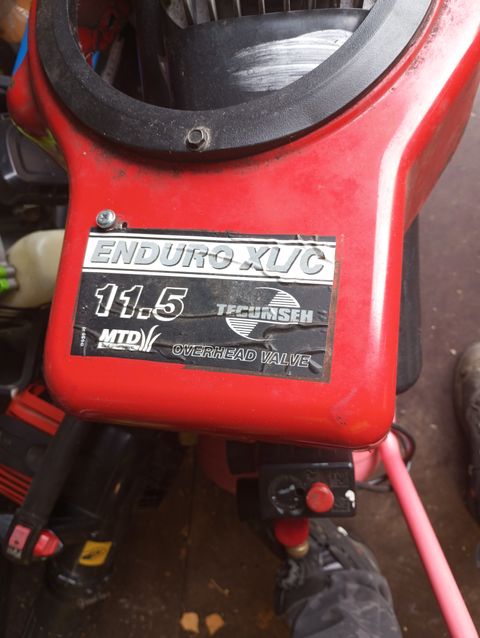 ENDURO XL/C
11.5
TECUMSEH
MTD
OVERHEAD VALVE